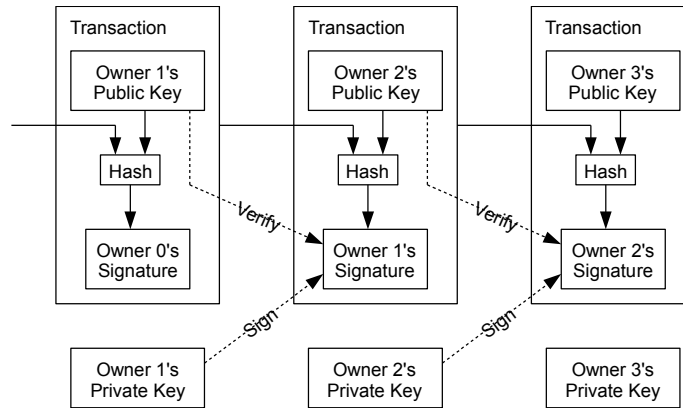 Transaction
Owner 1's
Public Key
Hash
Owner 0's
Signature
Transaction
Owner 2's
Public Key
Hash
Verify
Owner 1's
Signature
Transaction
Owner 3's
Public Key
Hash
Verify
Owner 2's
Signature
Owner 1's
Private Key
Sign
Owner 2's
Private Key
Sign
Owner 3's
Private Key